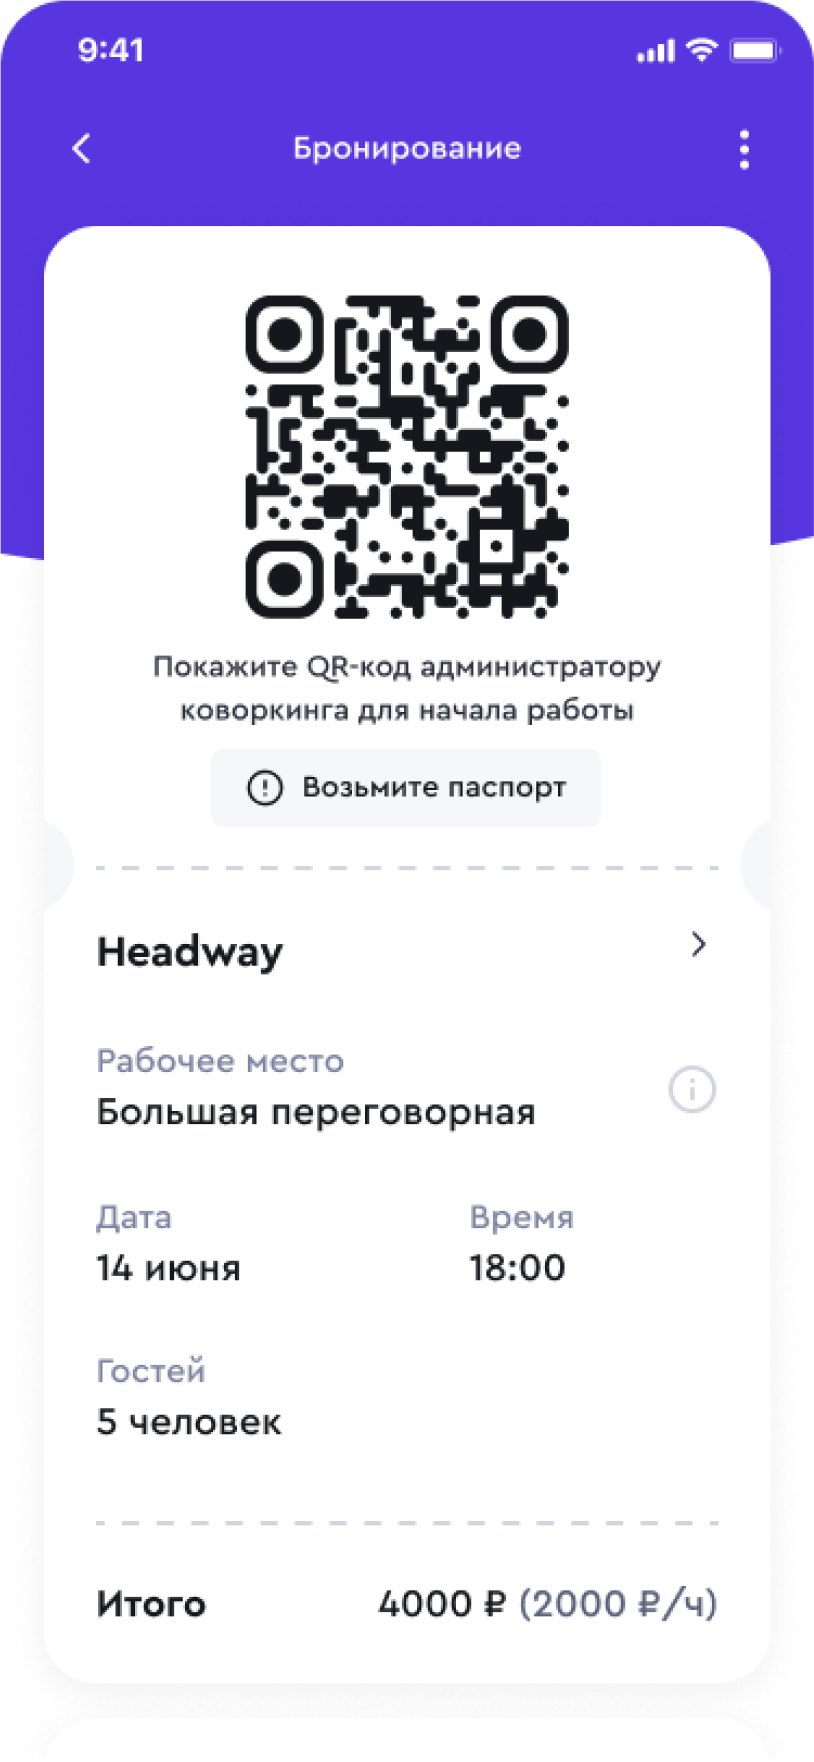 9:41
Бронирование
Покажите QR-код администратору
коворкинга для начала работы
Возьмите паспорт
Headway
Рабочее место
Большая переговорная
Дата
Время
14 июня
18:00
Гостей
5 человек
Итого
4000 ₽ (2000 ₽/ч)